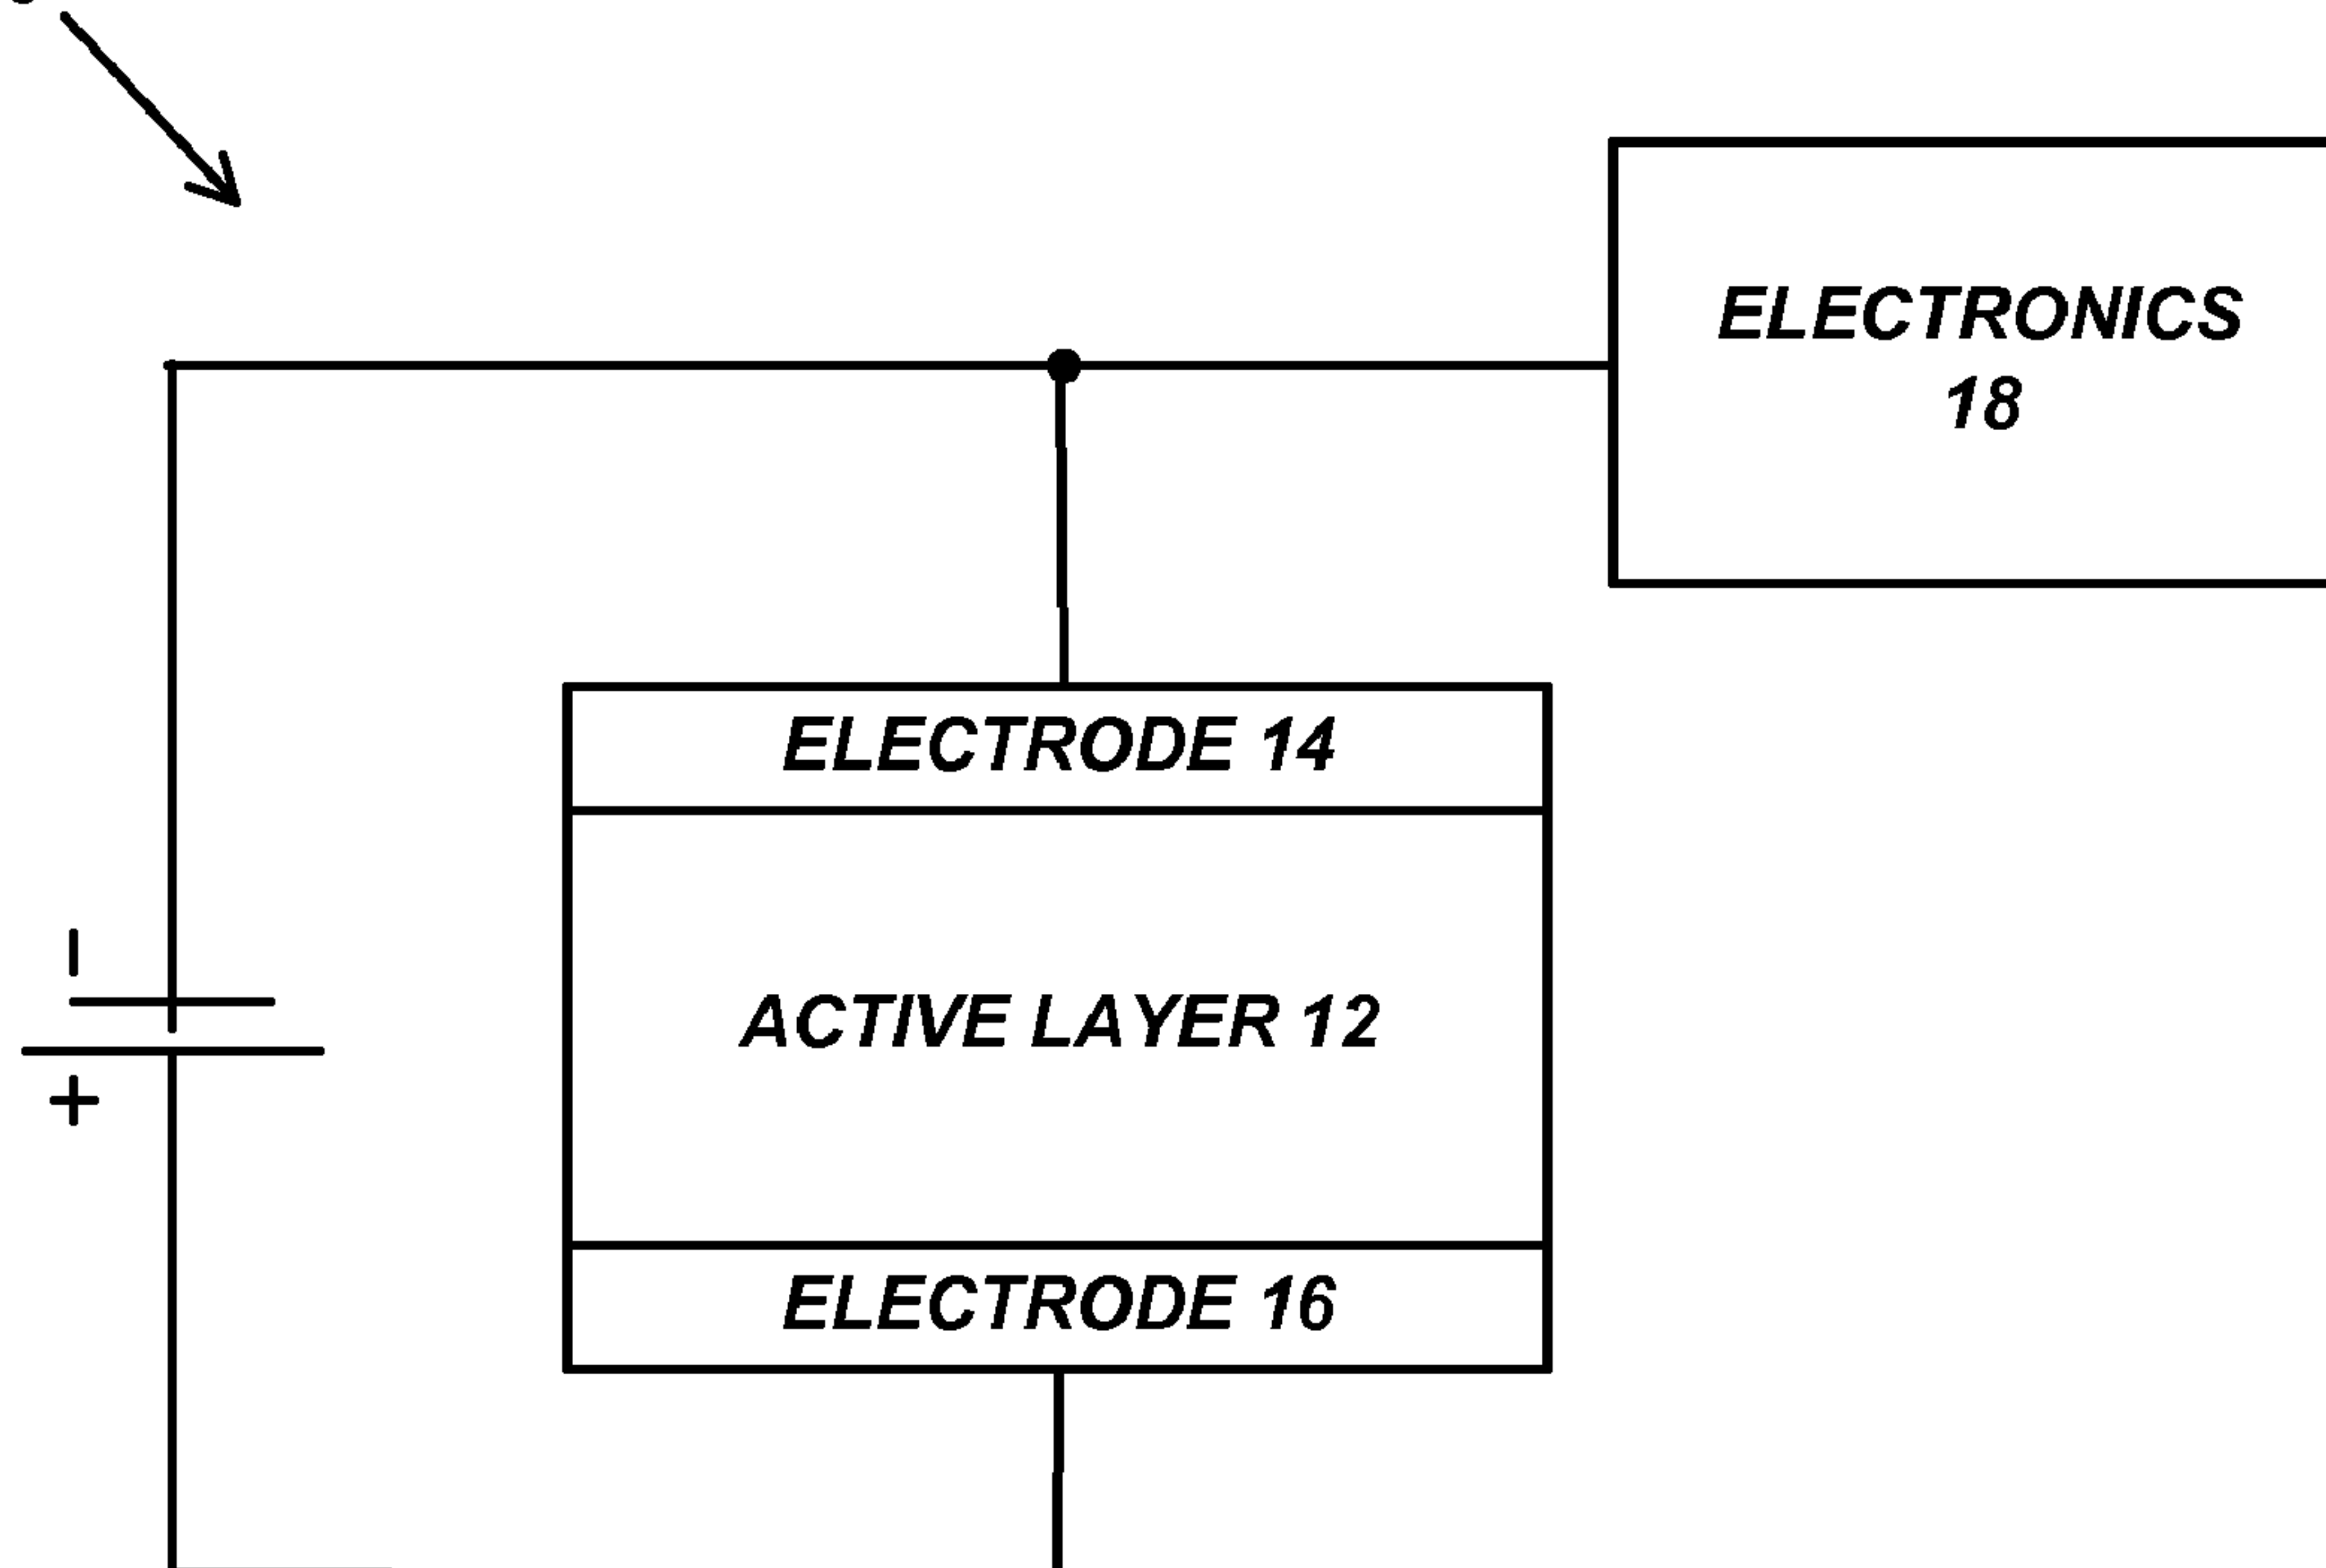 ELECTRONICS
18
ELECTRODE 14
ACTIVE LAYER 12
ELECTRODE 16
+